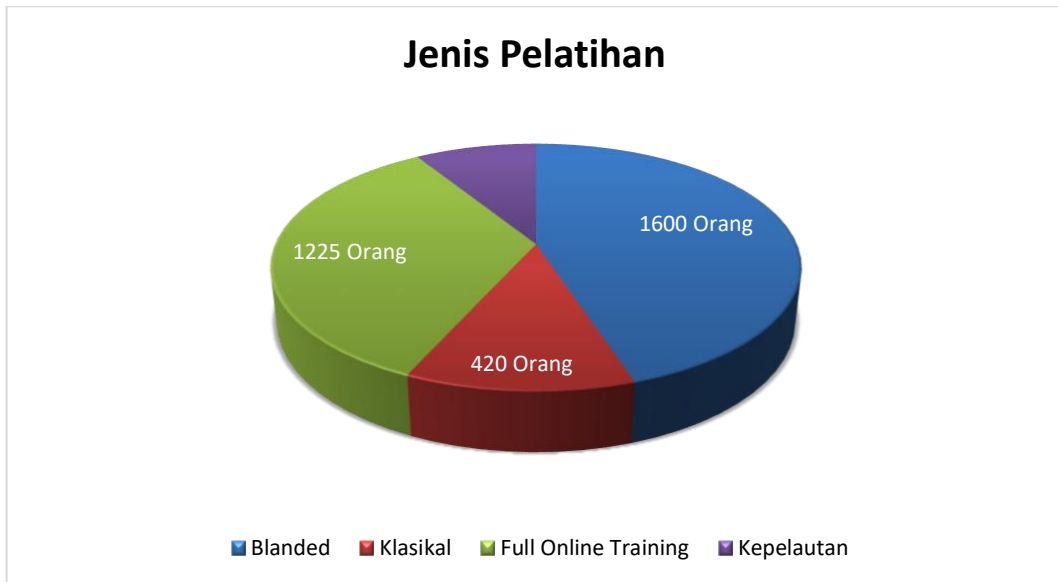 Jenis Pelatihan
1600 Orang
1225 Orang
420 Orang
Blanded Klasikal Full Online Training Kepelautan